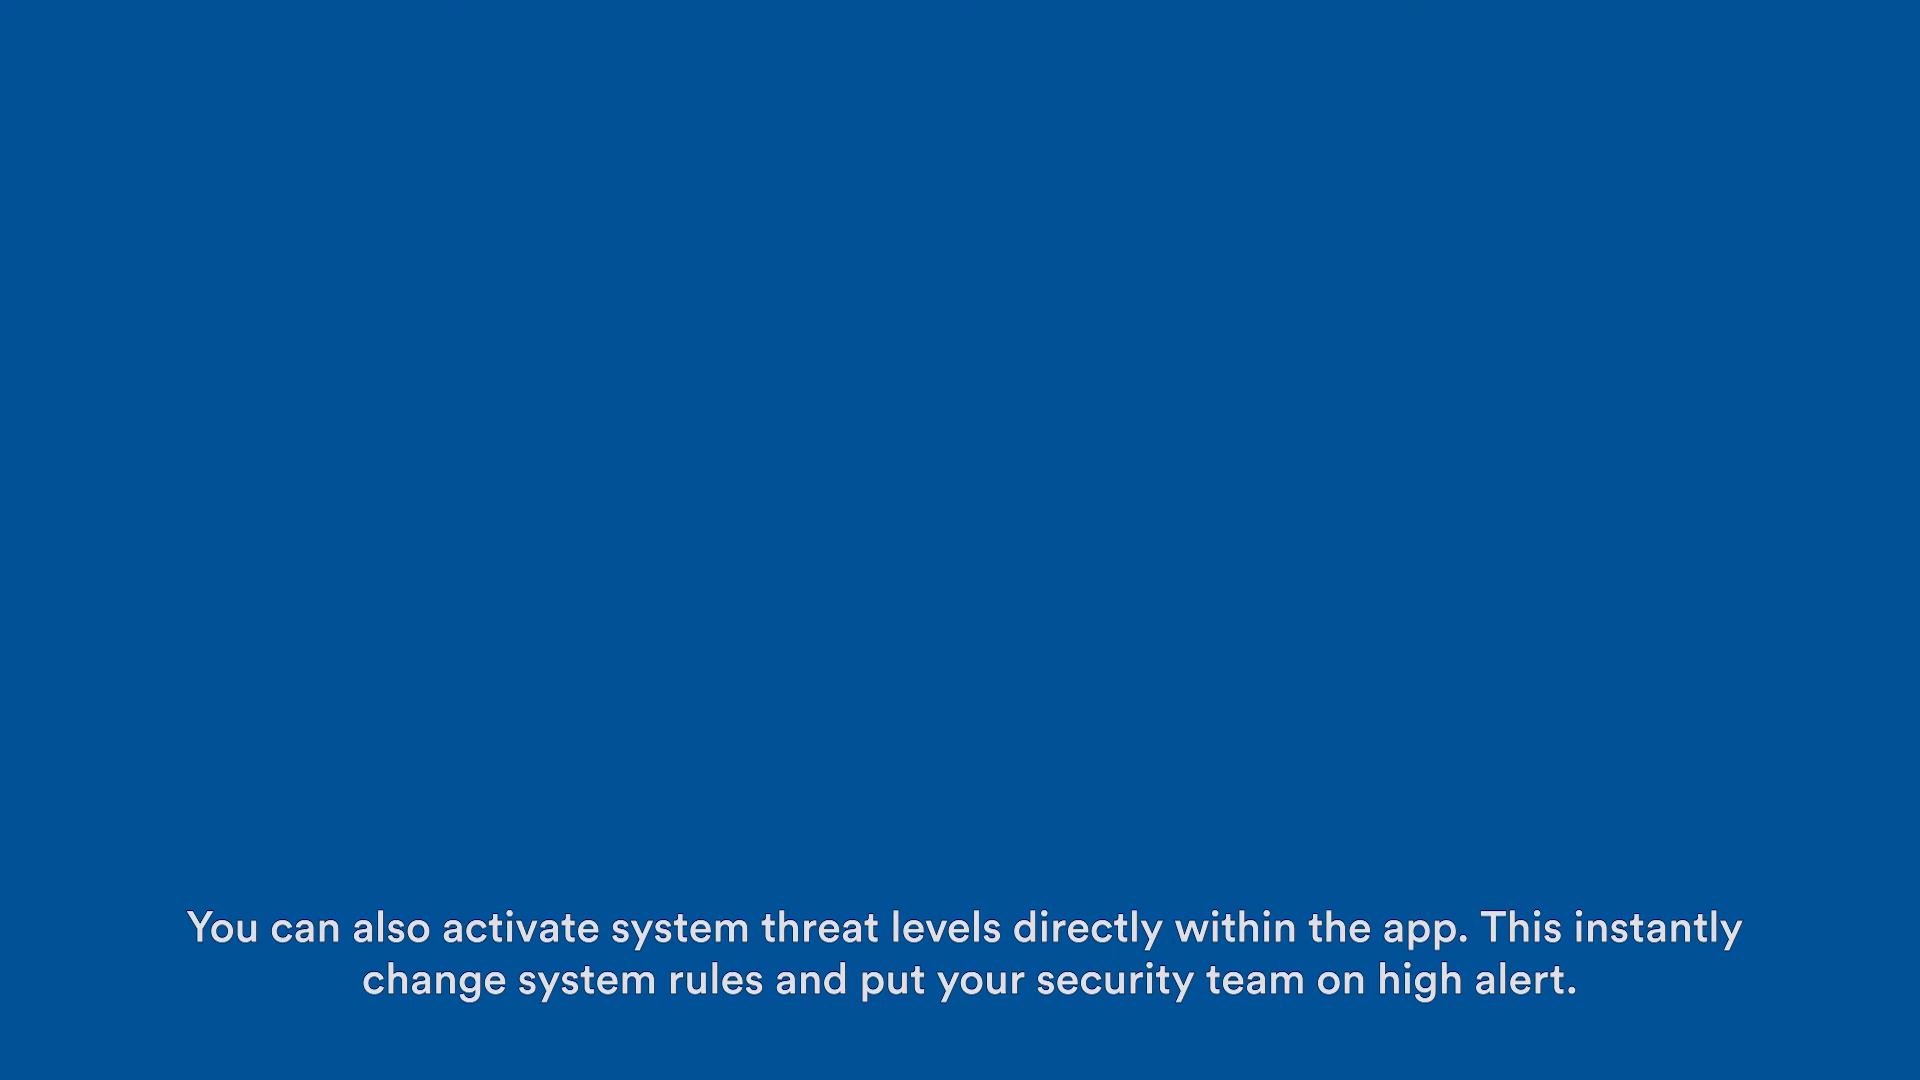 You can also activate system threat levels directly within the app. This instantly
change system rules and put your security team on high alert.